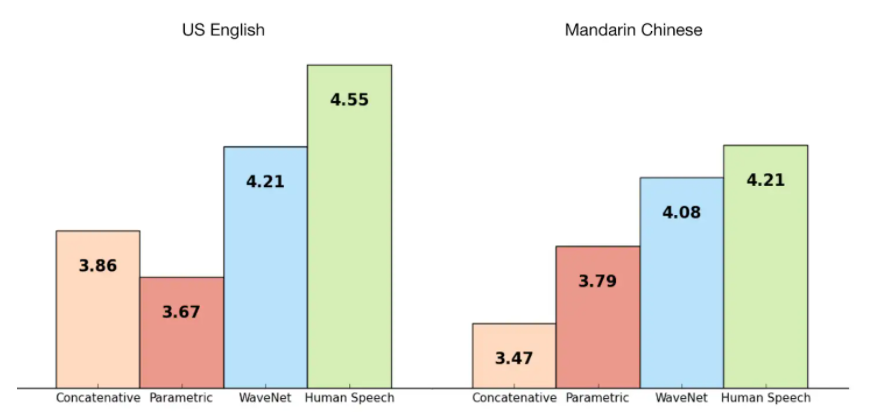 US English
4.55
4.21
3.86
3.67
Concatenative Parametric WaveNet Human Speech
Mandarin Chinese
4.21
4.08
3.79
3.47
Concatenative Parametric WaveNet Human Speech